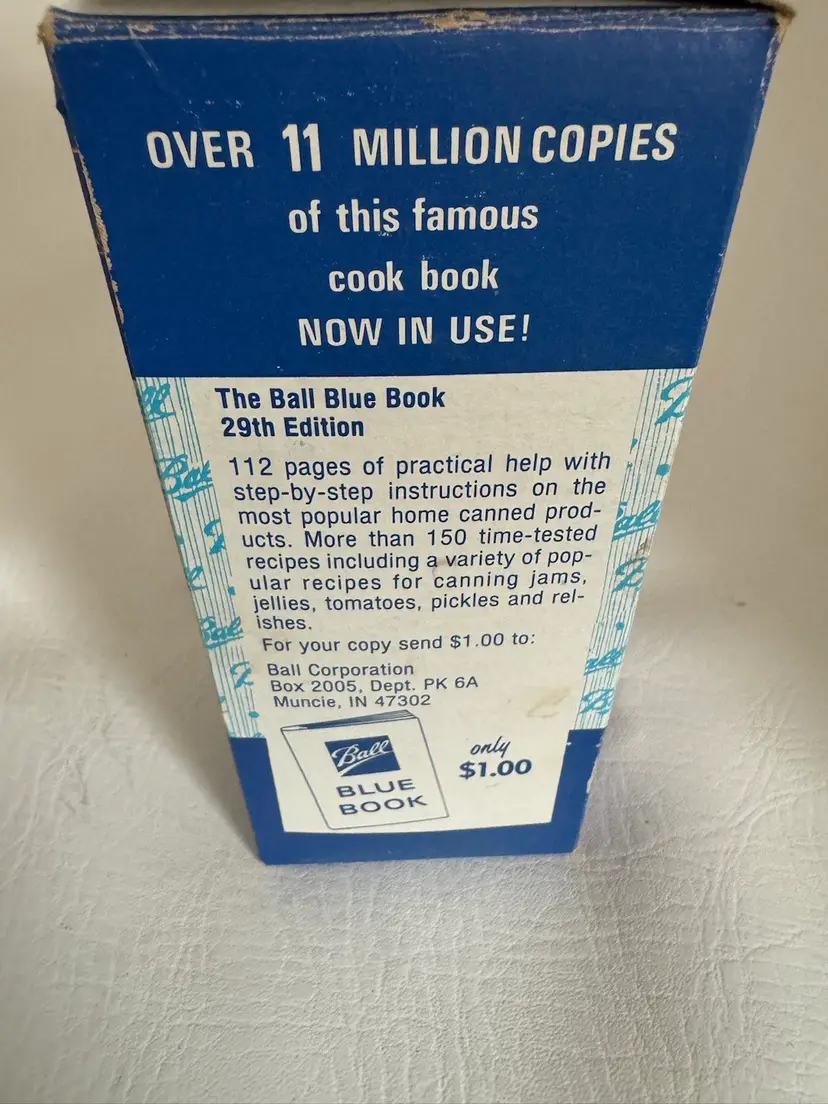 OVER 11 MILLION COPIES
of this famous
cook book
NOW IN USE!
The Ball Blue Book
29th Edition
112 pages of practical help with
step-by-step instructions on the
most popular home canned prod-
ucts. More than 150 time-tested
recipes including a variety of pop-
ular recipes for canning jams,
jellies, tomatoes, pickles and rel-
ishes.
For your copy send $1.00 to:
Ball Corporation
Box 2005, Dept. PK 6A
Muncie, IN 47302
Ball
BLUE
BOOK
only
$1.00